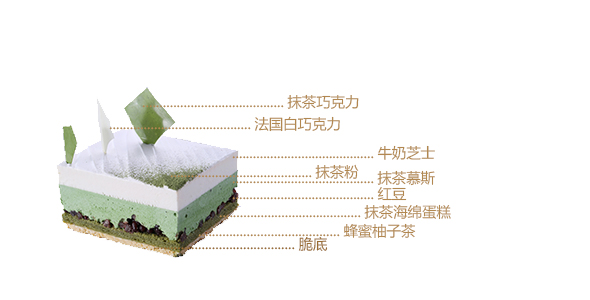 抹茶巧克力
法国白巧克力
牛奶芝士
抹茶粉
抹茶慕斯
红豆
抹茶海绵蛋糕
蜂蜜柚子茶
脆底